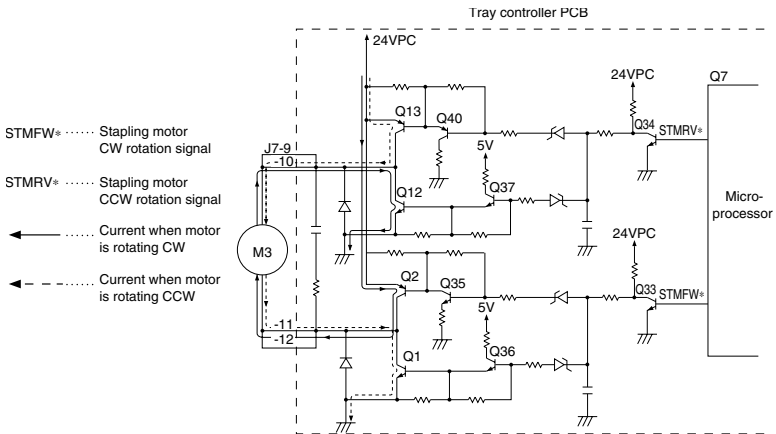 Tray controller PCB
24VPC
24VPC
Q7
Q13
Q40
Q34
STMRV*
STMFW* ······ Stapling motor
CW rotation signal
J7-9
5V
-10
STMRV* ······ Stapling motor
CCW rotation signal
Q12
Q37
Micro-
processor
Current when motor
is rotating CW
24VPC
M3
Q2
Q35
Q33
STMFW*
Current when motor
is rotating CCW
5V
-11
-12
Q1
Q36